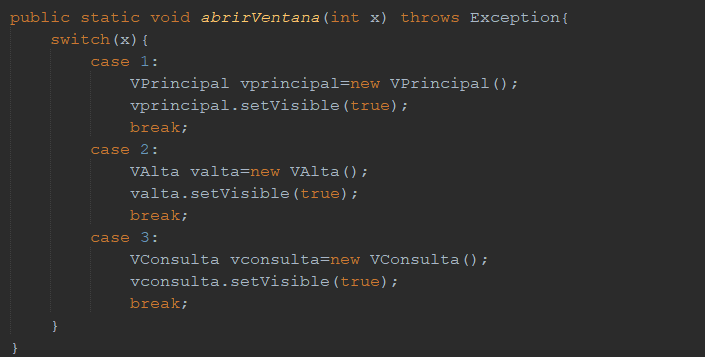 public static void abrirVentana(int x) throws Exception{
    switch(x){
        case 1:
            VPrincipal vprincipal=new VPrincipal();
            vprincipal.setVisible(true);
            break;
        case 2:
            VAlta valta=new VAlta();
            valta.setVisible(true);
            break;
        case 3:
            VConsulta vconsulta=new VConsulta();
            vconsulta.setVisible(true);
            break;
    }
}